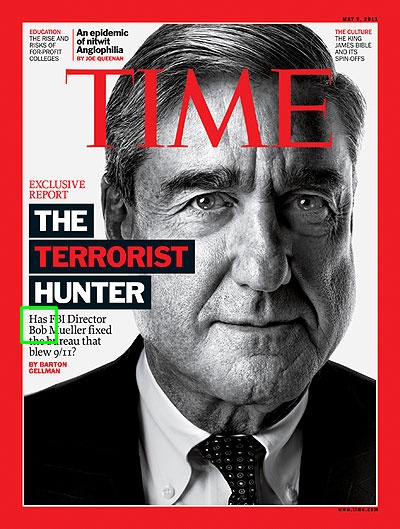 MAY 9, 2011
EDUCATION
THE RISE AND
RISKS OF
FOR-PROFIT
COLLEGES
An epidemic
of nitwit
Anglophilia
BY JOE QUEENAN
THE CULTURE
THE KING
JAMES BIBLE
AND ITS
SPIN-OFFS
TIME
EXCLUSIVE
REPORT
THE
TERRORIST
HUNTER
Has FBI Director
Bob Mueller fixed
the bureau that
blew 9/11?
BY BARTON
GELLMAN
www.time.com